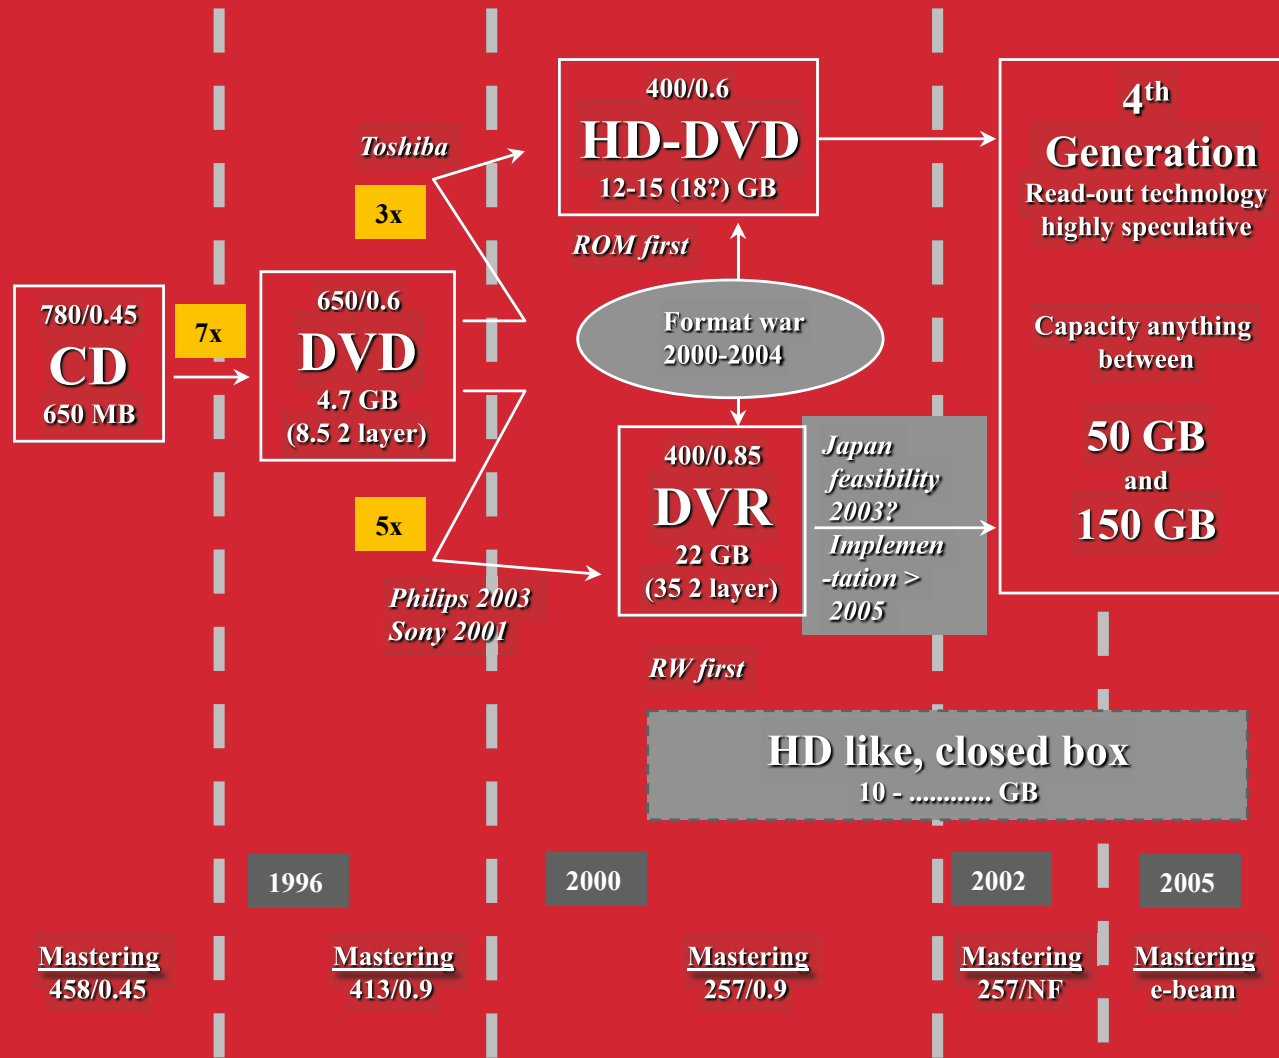 780/0.45
CD
650 MB
7x
650/0.6
DVD
4.7 GB
(8.5 2 layer)
Toshiba
3x
5x
Philips 2003
Sony 2001
400/0.6
HD-DVD
12-15 (18?) GB
ROM first
Format war
2000-2004
400/0.85
DVR
22 GB
(35 2 layer)
RW first
Japan
feasibility
2003?
Implemen
-tation >
2005
4th
Generation
Read-out technology
highly speculative
Capacity anything
between
50 GB
and
150 GB
HD like, closed box
10 - ............ GB
1996
2000
2002
2005
Mastering
458/0.45
Mastering
413/0.9
Mastering
257/0.9
Mastering
257/NF
Mastering
e-beam